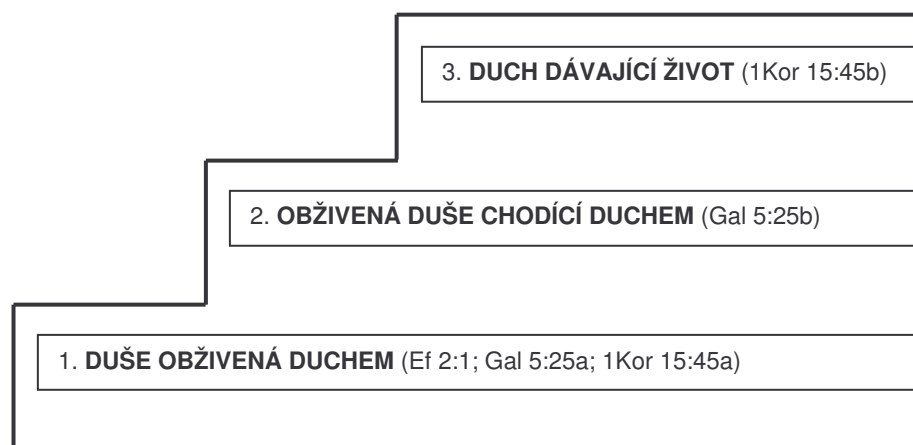 3. DUCH DÁVAJÍCÍ ŽIVOT (1Kor 15:45b)
2. OBŽIVENÁ DUŠE CHODÍCÍ DUCHEM (Gal 5:25b)
1. DUŠE OBŽIVENÁ DUCHEM (Ef 2:1; Gal 5:25a; 1Kor 15:45a)